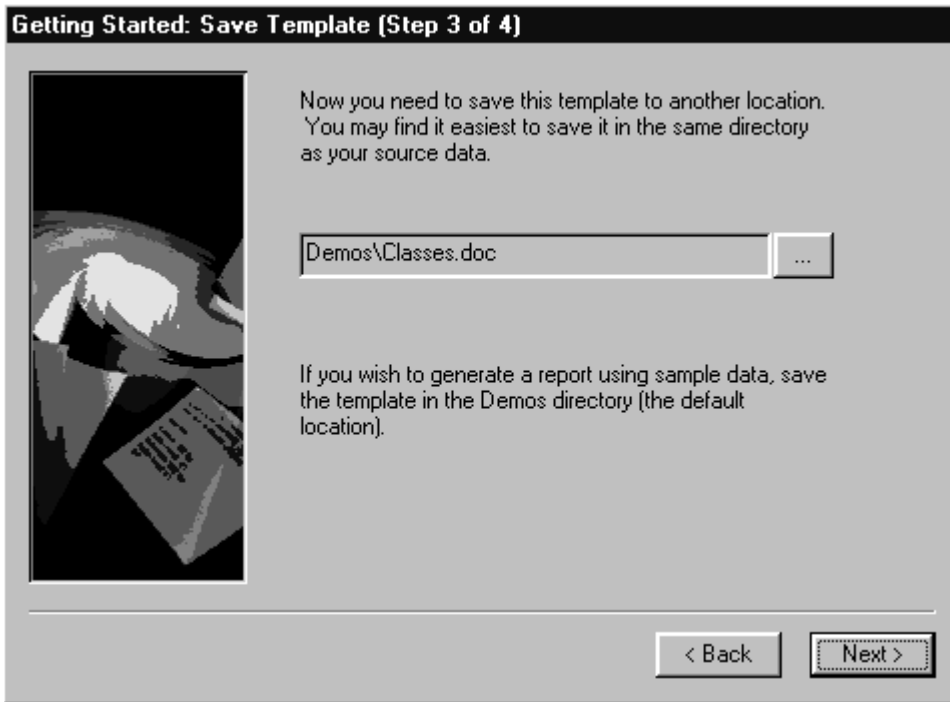 Getting Started: Save Template (Step 3 of 4)
Now you need to save this template to another location.
You may find it easiest to save it in the same directory
as your source data.
Demos\Classes.doc
...
If you wish to generate a report using sample data, save
the template in the Demos directory (the default
location).
< Back
Next >